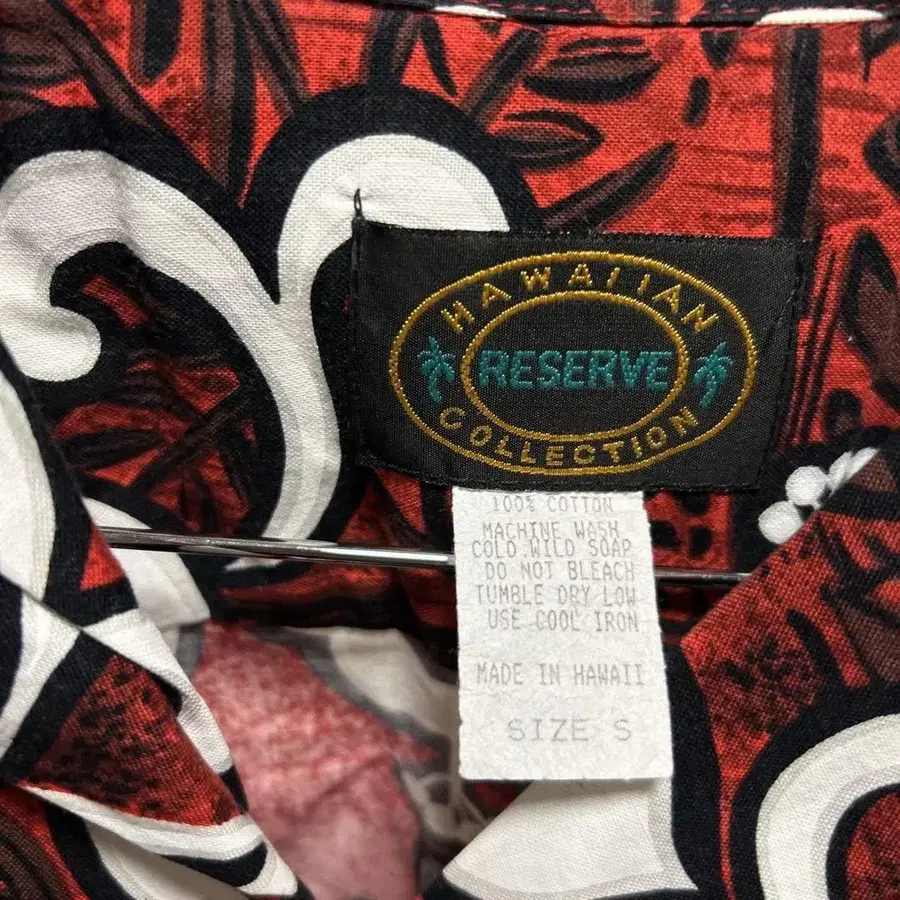 HAWAIIAN
RESERVE
COLLECTION
100% COTTON
MACHINE WASH
COLD.WILD SOAP
DO NOT BLEACH
TUMBLE DRY LOW
USE COOL IRON
MADE IN HAWAII
SIZE S